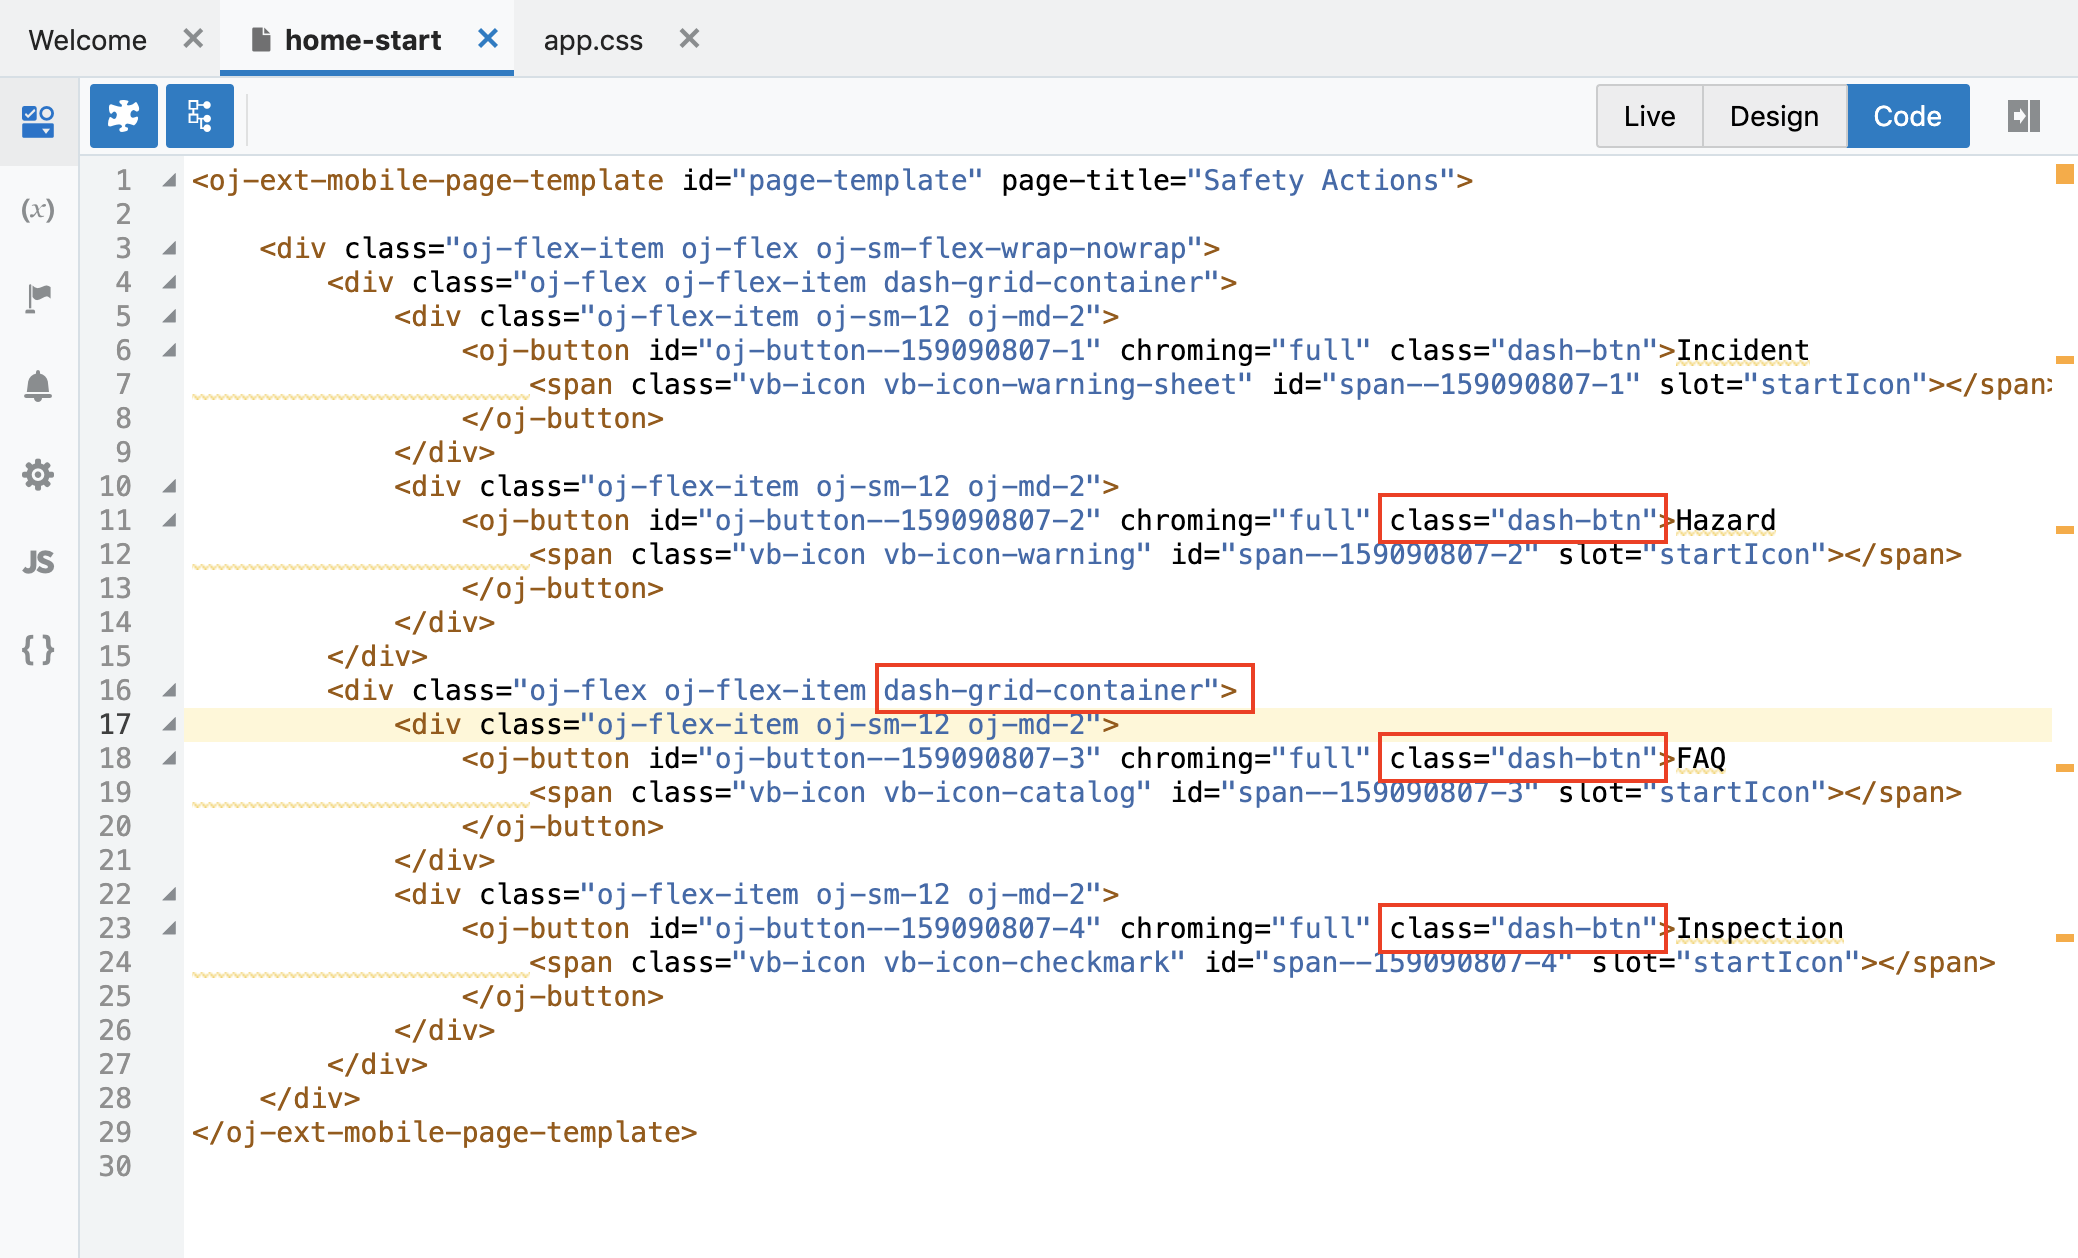 Welcome
home-start
app.css
Live
Design
Code
(x)
JS
{ }
1 <oj-ext-mobile-page-template id="page-template" page-title="Safety Actions">
2
3     <div class="oj-flex-item oj-flex oj-sm-flex-wrap-nowrap">
4         <div class="oj-flex oj-flex-item dash-grid-container">
5             <div class="oj-flex-item oj-sm-12 oj-md-2">
6                 <oj-button id="oj-button--159090807-1" chroming="full" class="dash-btn">Incident
7                     <span class="vb-icon vb-icon-warning-sheet" id="span--159090807-1" slot="startIcon"></span>
8                 </oj-button>
9             </div>
10             <div class="oj-flex-item oj-sm-12 oj-md-2">
11                 <oj-button id="oj-button--159090807-2" chroming="full" class="dash-btn">Hazard
12                     <span class="vb-icon vb-icon-warning" id="span--159090807-2" slot="startIcon"></span>
13                 </oj-button>
14             </div>
15         </div>
16         <div class="oj-flex oj-flex-item dash-grid-container">
17             <div class="oj-flex-item oj-sm-12 oj-md-2">
18                 <oj-button id="oj-button--159090807-3" chroming="full" class="dash-btn">FAQ
19                     <span class="vb-icon vb-icon-catalog" id="span--159090807-3" slot="startIcon"></span>
20                 </oj-button>
21             </div>
22             <div class="oj-flex-item oj-sm-12 oj-md-2">
23                 <oj-button id="oj-button--159090807-4" chroming="full" class="dash-btn">Inspection
24                     <span class="vb-icon vb-icon-checkmark" id="span--159090807-4" slot="startIcon"></span>
25                 </oj-button>
26             </div>
27         </div>
28     </div>
29 </oj-ext-mobile-page-template>
30